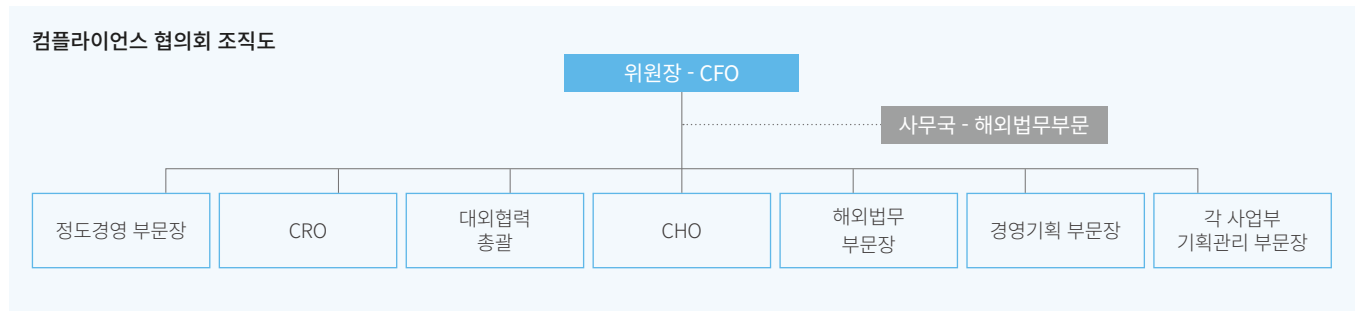 컴플라이언스 협의회 조직도
위원장 - CFO
사무국 - 해외법무부문
정도경영 부문장
CRO
대외협력
총괄
CHO
해외법무
부문장
경영기획 부문장
각 사업부
기획관리 부문장